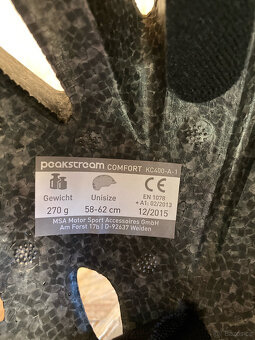 peakstream COMFORT KC400-A-1
Gewicht
270 g
Unisize
58-62 cm
CE
EN 1078
+ A1: 02/2013
12/2015
MSA Motor Sport Accessoires GmbH
Am Forst 17b | D-92637 Weiden